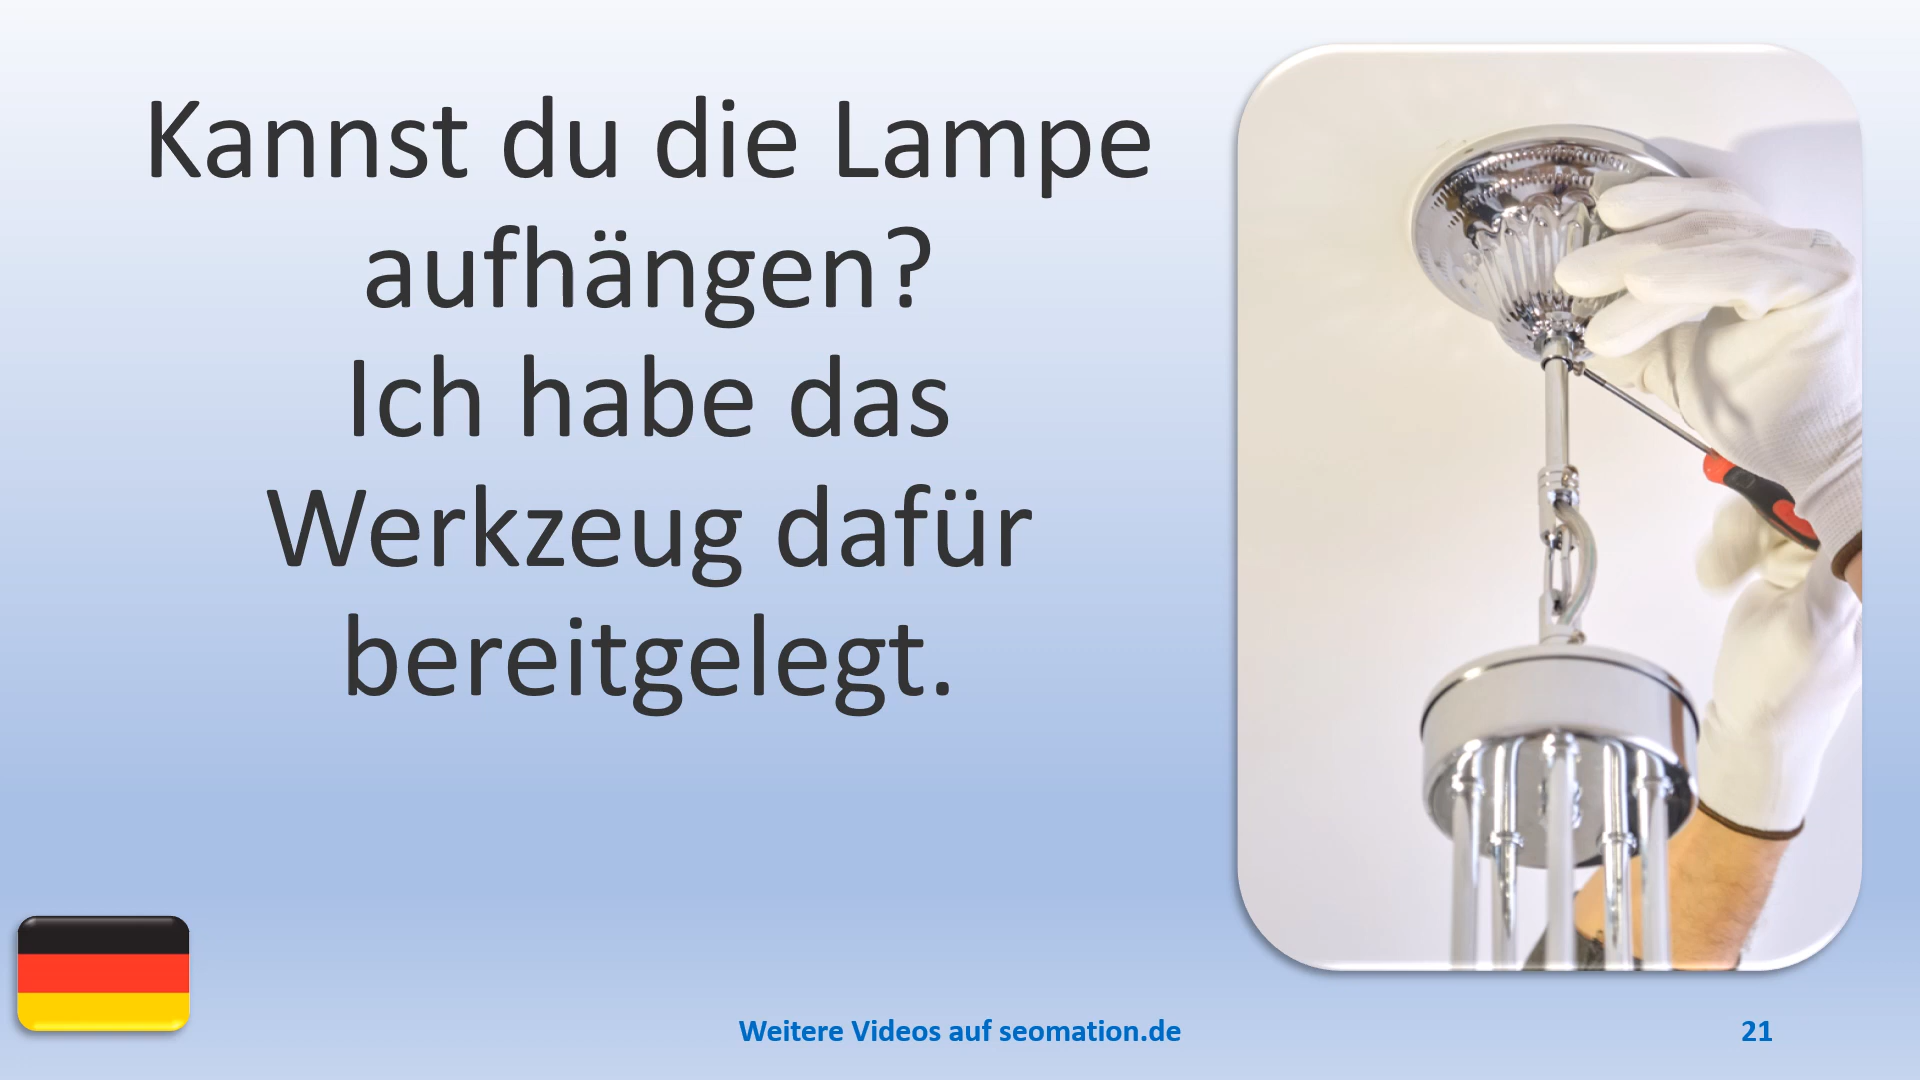 Kannst du die Lampe
aufhängen?
Ich habe das
Werkzeug dafür
bereitgelegt.
Weitere Videos auf seomation.de
21